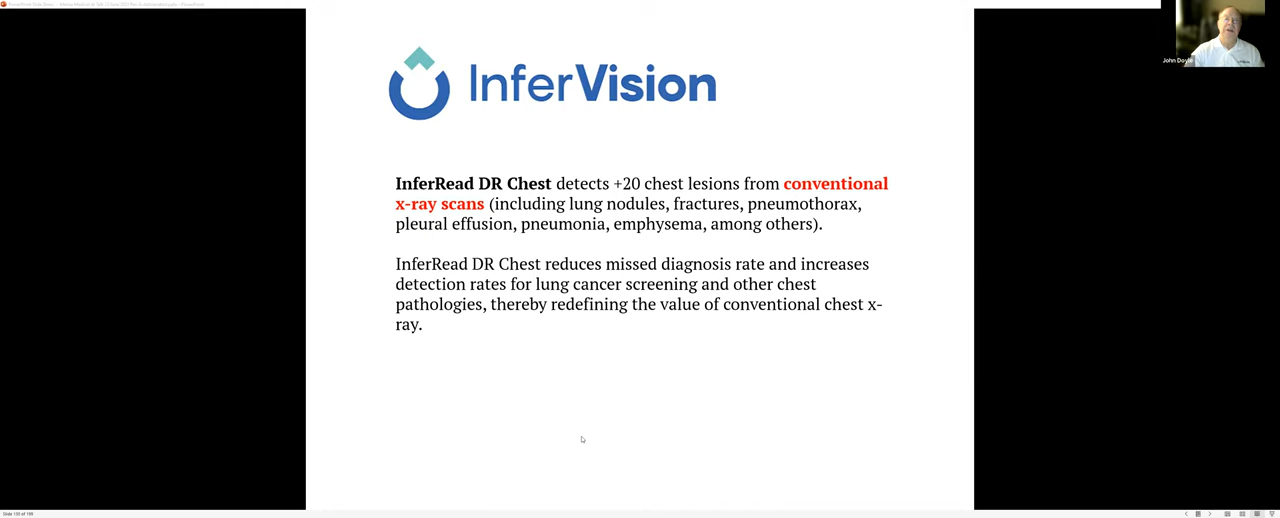 John Doyle
InferVision
InferRead DR Chest detects +20 chest lesions from conventional
x-ray scans (including lung nodules, fractures, pneumothorax,
pleural effusion, pneumonia, emphysema, among others).
InferRead DR Chest reduces missed diagnosis rate and increases
detection rates for lung cancer screening and other chest
pathologies, thereby redefining the value of conventional chest x-
ray.